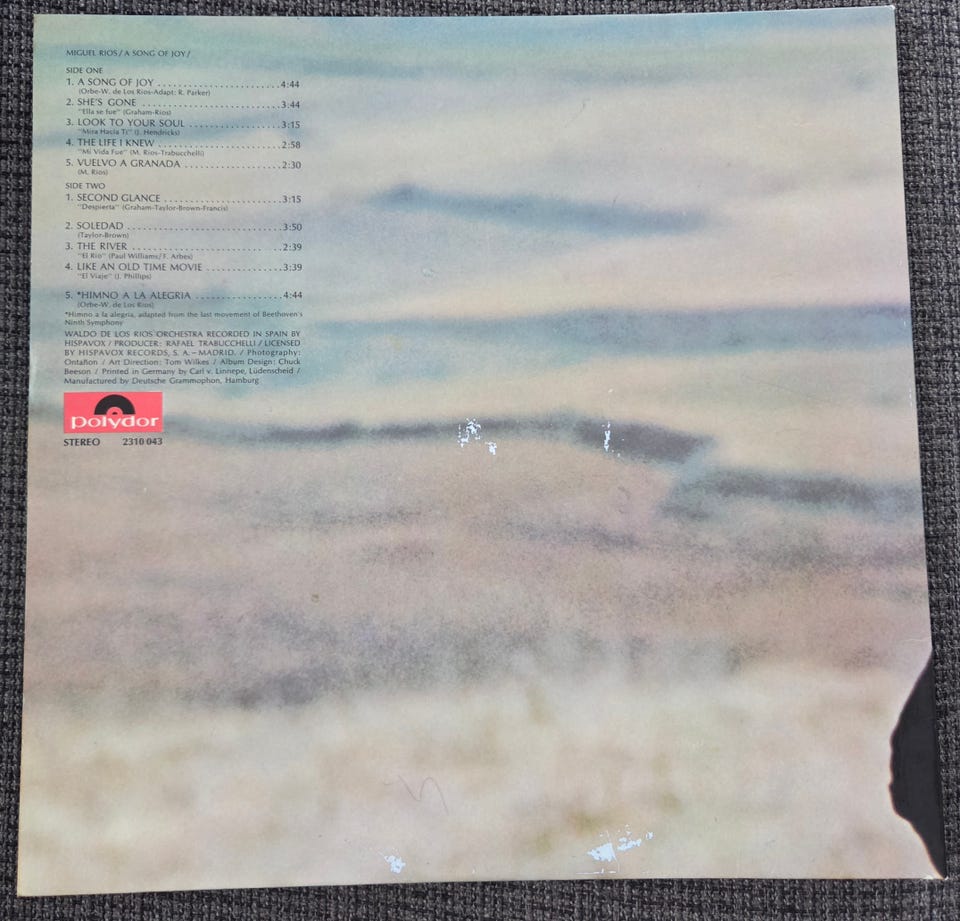 MIGUEL RIOS / A SONG OF JOY /
SIDE ONE
1. A SONG OF JOY ........................4:44
(Orbe-W. de Los Rios-Adapt: R. Parker)
2. SHE'S GONE ...........................3:44
"Ella se fue" (Graham-Rios)
3. LOOK TO YOUR SOUL ..................3:15
"Mira Hacia Ti" (J. Hendricks)
4. THE LIFE I KNEW .......................2:58
"Mi Vida Fue" (M. Rios-Trabucchelli)
5. VUELVO A GRANADA ...................2:30
(M. Rios)
SIDE TWO
1. SECOND GLANCE .......................3:15
"Despierta" (Graham-Taylor-Brown-Francis)
2. SOLEDAD ..............................3:50
(Taylor-Brown)
3. THE RIVER .............................2:39
"El Rio" (Paul Williams/F. Arbes)
4. LIKE AN OLD TIME MOVIE ..............3:39
"El Viaje" (J. Phillips)
5. *HIMNO A LA ALEGRIA .................4:44
(Orbe-W. de Los Rios)
*Himno a la alegria, adapted from the last movement of Beethoven's
Ninth Symphony
WALDO DE LOS RIOS ORCHESTRA RECORDED IN SPAIN BY
HISPAVOX / PRODUCER: RAFAEL TRABUCCHELLI / LICENSED
BY HISPAVOX RECORDS, S. A. – MADRID. / Photography:
Ontañon / Art Direction: Tom Wilkes / Album Design: Chuck
Beeson / Printed in Germany by Carl v. Linnepe, Lüdenscheid /
Manufactured by Deutsche Grammophon, Hamburg
polydor
STEREO 2310 043